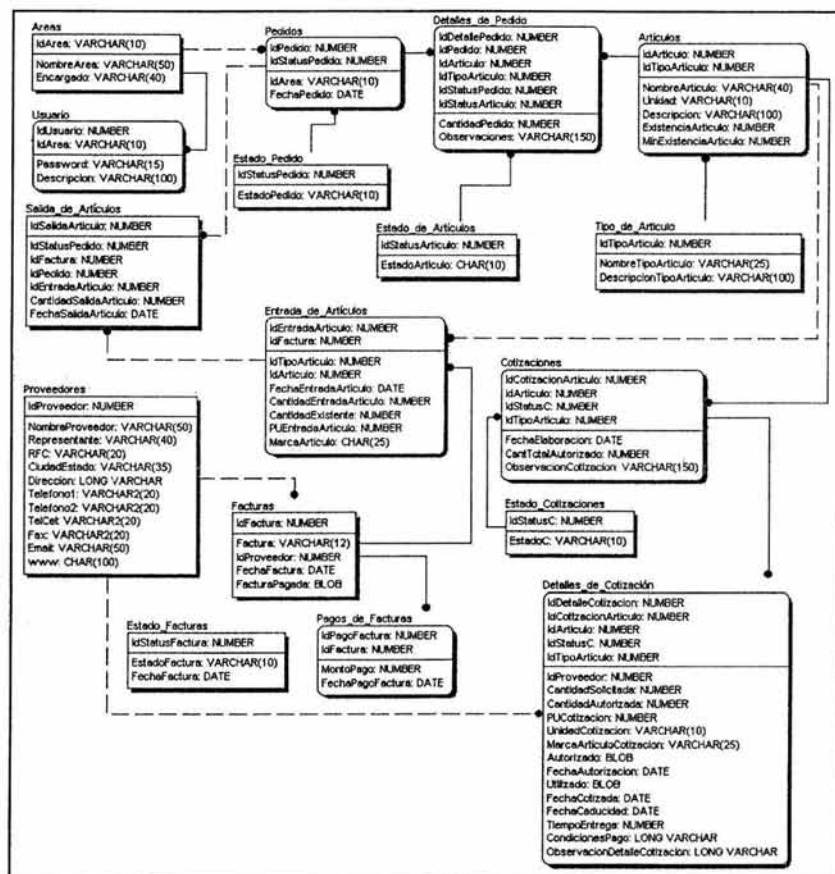 Areas
IdArea: VARCHAR(10)
NombreArea: VARCHAR(50)
Encargado: VARCHAR(40)
Usuario
IdUsuario: NUMBER
IdArea: VARCHAR(10)
Password: VARCHAR(15)
Descripcion: VARCHAR(100)
Pedidos
IdPedido: NUMBER
IdStatusPedido: NUMBER
IdArea: VARCHAR(10)
FechaPedido: DATE
Estado_Pedido
IdStatusPedido: NUMBER
EstadoPedido: VARCHAR(10)
Detalles_de_Pedido
IdDetallePedido: NUMBER
IdPedido: NUMBER
IdArticulo: NUMBER
IdTipoArticulo: NUMBER
IdStatusPedido: NUMBER
IdStatusArticulo: NUMBER
CantidadPedido: NUMBER
Observaciones: VARCHAR(150)
Artículos
IdArticulo: NUMBER
IdTipoArticulo: NUMBER
NombreArticulo: VARCHAR(40)
Unidad: VARCHAR(10)
Descripcion: VARCHAR(100)
ExistenciaArticulo: NUMBER
MinExistenciaArticulo: NUMBER
Estado_de_Artículos
IdStatusArticulo: NUMBER
EstadoArticulo: CHAR(10)
Tipo_de_Artículo
IdTipoArticulo: NUMBER
NombreTipoArticulo: VARCHAR(25)
DescripcionTipoArticulo: VARCHAR(100)
Salida_de_Artículos
IdSalidaArticulo: NUMBER
IdStatusPedido: NUMBER
IdFactura: NUMBER
IdPedido: NUMBER
IdEntradaArticulo: NUMBER
CantidadSalidaArticulo: NUMBER
FechaSalidaArticulo: DATE
Entrada_de_Artículos
IdEntradaArticulo: NUMBER
IdFactura: NUMBER
IdTipoArticulo: NUMBER
IdArticulo: NUMBER
FechaEntradaArticulo: DATE
CantidadEntradaArticulo: NUMBER
CantidadExistente: NUMBER
PUEntradaArticulo: NUMBER
MarcaArticulo: CHAR(25)
Cotizaciones
IdCotizacionArticulo: NUMBER
IdArticulo: NUMBER
IdStatusC: NUMBER
IdTipoArticulo: NUMBER
FechaElaboracion: DATE
CantTotalAutorizado: NUMBER
ObservacionCotizacion: VARCHAR(150)
Estado_Cotizaciones
IdStatusC: NUMBER
EstadoC: VARCHAR(10)
Proveedores
IdProveedor: NUMBER
NombreProveedor: VARCHAR(50)
Representante: VARCHAR(40)
RFC: VARCHAR(20)
CiudadEstado: VARCHAR(35)
Direccion: LONG VARCHAR
Telefono1: VARCHAR2(20)
Telefono2: VARCHAR2(20)
TelCel: VARCHAR2(20)
Fax: VARCHAR2(20)
Email: VARCHAR(50)
www: CHAR(100)
Facturas
IdFactura: NUMBER
Factura: VARCHAR(12)
IdProveedor: NUMBER
FechaFactura: DATE
FacturaPagada: BLOB
Estado_Facturas
IdStatusFactura: NUMBER
EstadoFactura: VARCHAR(10)
FechaFactura: DATE
Pagos_de_Facturas
IdPagoFactura: NUMBER
IdFactura: NUMBER
MontoPago: NUMBER
FechaPagoFactura: DATE
Detalles_de_Cotización
IdDetalleCotizacion: NUMBER
IdCotizacionArticulo: NUMBER
IdArticulo: NUMBER
IdStatusC: NUMBER
IdTipoArticulo: NUMBER
IdProveedor: NUMBER
CantidadSolicitada: NUMBER
CantidadAutorizada: NUMBER
PUCotizacion: NUMBER
UnidadCotizacion: VARCHAR(10)
MarcaArticuloCotizacion: VARCHAR(25)
Autorizado: BLOB
FechaAutorizacion: DATE
Utilizado: BLOB
FechaCotizada: DATE
FechaCaducidad: DATE
TiempoEntrega: NUMBER
CondicionesPago: LONG VARCHAR
ObservacionDetalleCotizacion: LONG VARCHAR